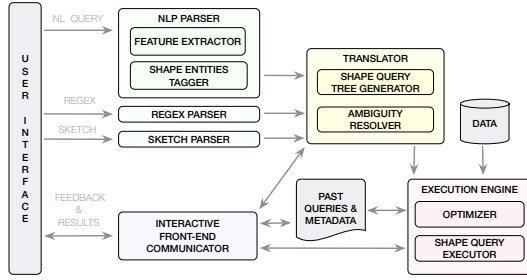 USER INTERFACE
NL QUERY
NLP PARSER
FEATURE EXTRACTOR
SHAPE ENTITIES
TAGGER
REGEX
REGEX PARSER
SKETCH
SKETCH PARSER
TRANSLATOR
SHAPE QUERY
TREE GENERATOR
AMBIGUITY
RESOLVER
DATA
FEEDBACK
&
RESULTS
INTERACTIVE
FRONT-END
COMMUNICATOR
PAST
QUERIES &
METADATA
EXECUTION ENGINE
OPTIMIZER
SHAPE QUERY
EXECUTOR